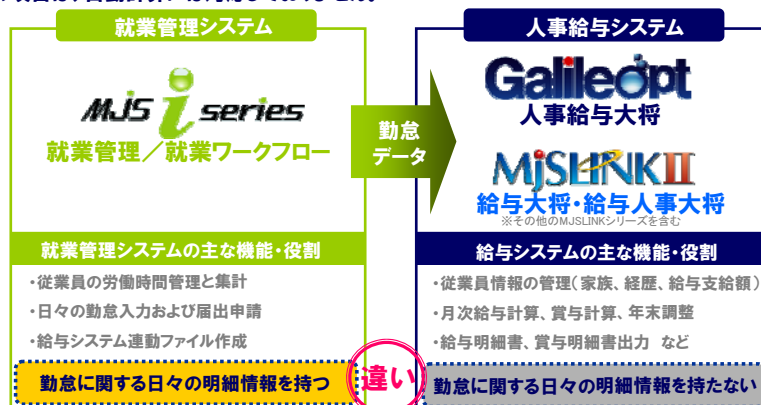 就業管理システム
MJS i series
就業管理／就業ワークフロー
勤怠
データ
人事給与システム
Galileopt
人事給与大将
MJSLINK II
給与大将・給与人事大将
※その他のMJSLINKシリーズを含む
就業管理システムの主な機能・役割
・従業員の労働時間管理と集計
・日々の勤怠入力および届出申請
・給与システム連動ファイル作成
勤怠に関する日々の明細情報を持つ
違い
給与システムの主な機能・役割
・従業員情報の管理（家族、経歴、給与支給額）
・月次給与計算、賞与計算、年末調整
・給与明細書、賞与明細書出力 など
勤怠に関する日々の明細情報を持たない